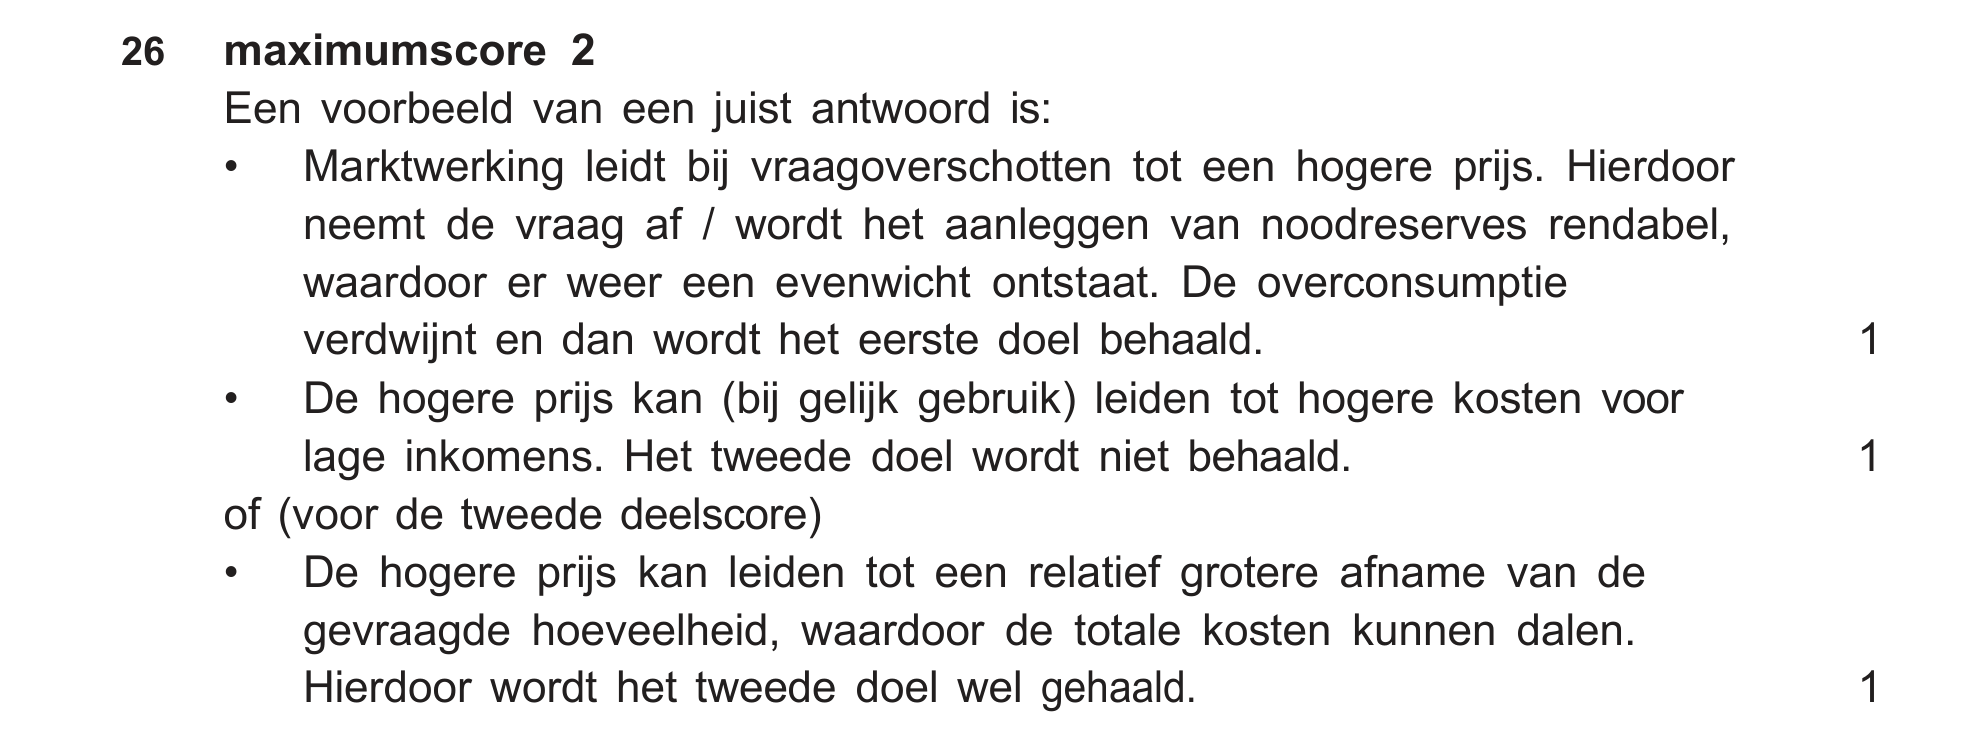 26 maximumscore 2
Een voorbeeld van een juist antwoord is:
• Marktwerking leidt bij vraagoverschotten tot een hogere prijs. Hierdoor
neemt de vraag af / wordt het aanleggen van noodreserves rendabel,
waardoor er weer een evenwicht ontstaat. De overconsumptie
verdwijnt en dan wordt het eerste doel behaald. 1
• De hogere prijs kan (bij gelijk gebruik) leiden tot hogere kosten voor
lage inkomens. Het tweede doel wordt niet behaald. 1
of (voor de tweede deelscore)
• De hogere prijs kan leiden tot een relatief grotere afname van de
gevraagde hoeveelheid, waardoor de totale kosten kunnen dalen.
Hierdoor wordt het tweede doel wel gehaald. 1